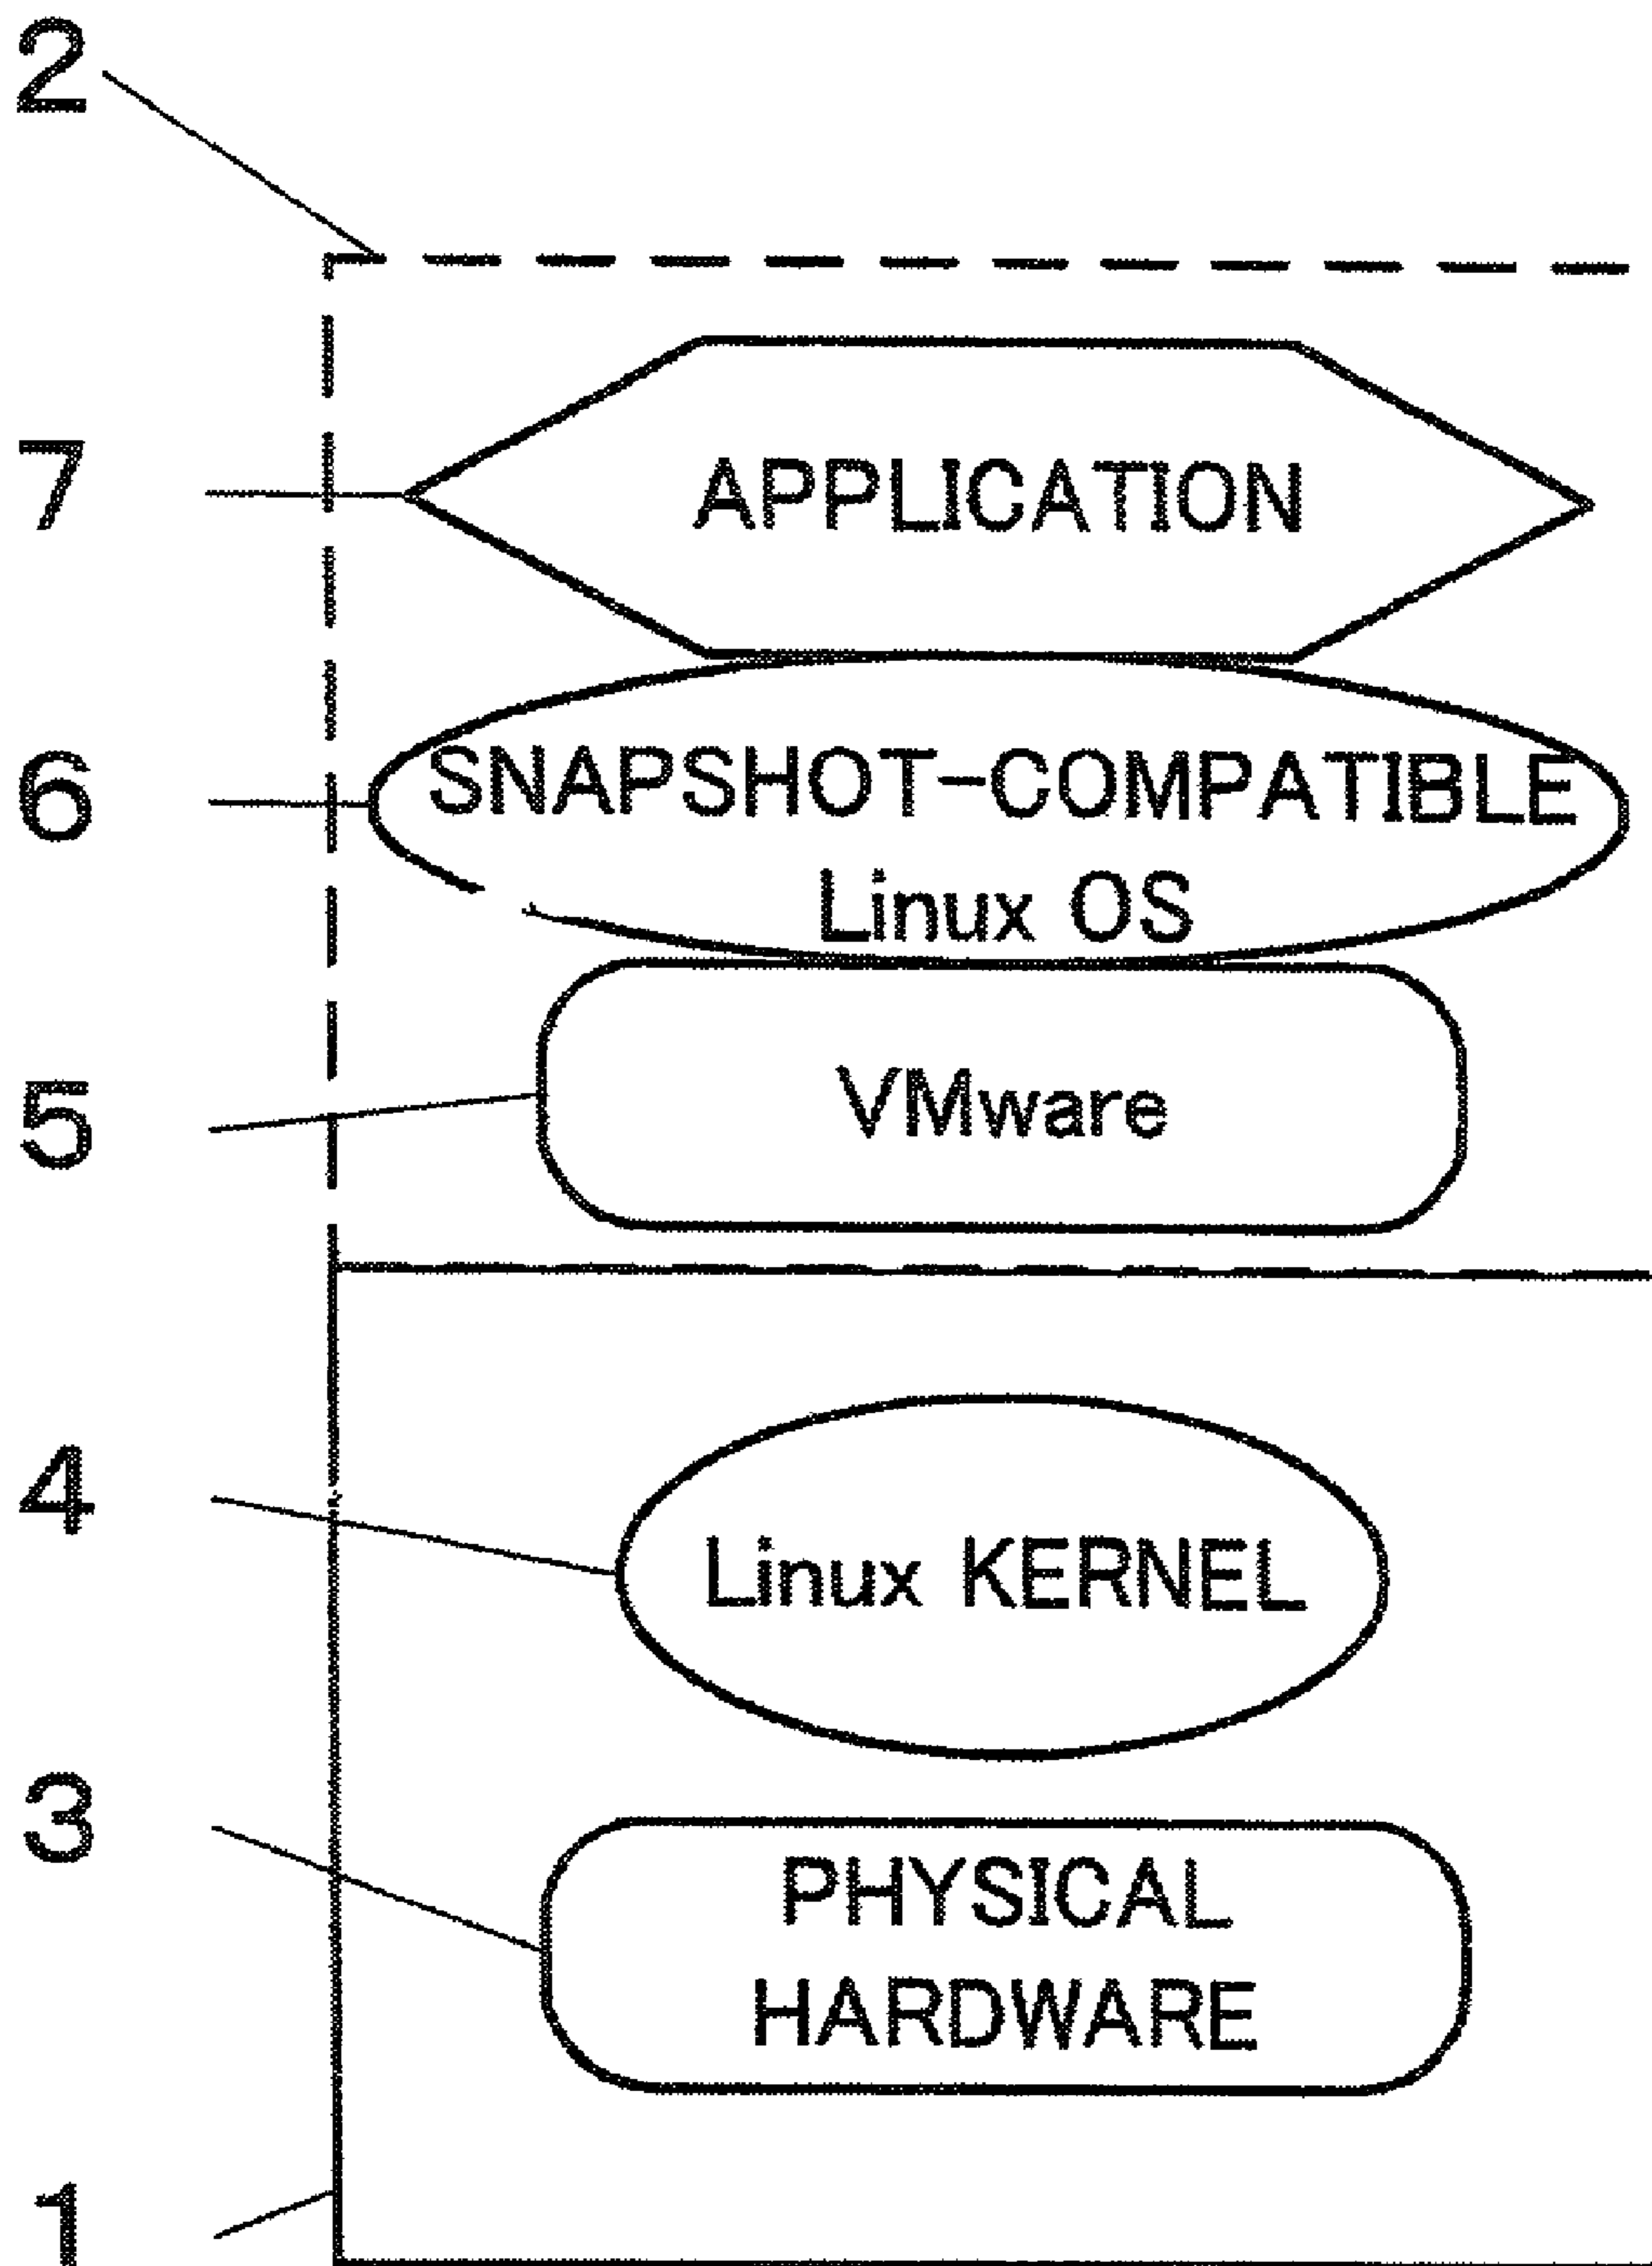 2
7
APPLICATION
6
SNAPSHOT-COMPATIBLE
Linux OS
5
VMware
4
Linux KERNEL
3
PHYSICAL
HARDWARE
1